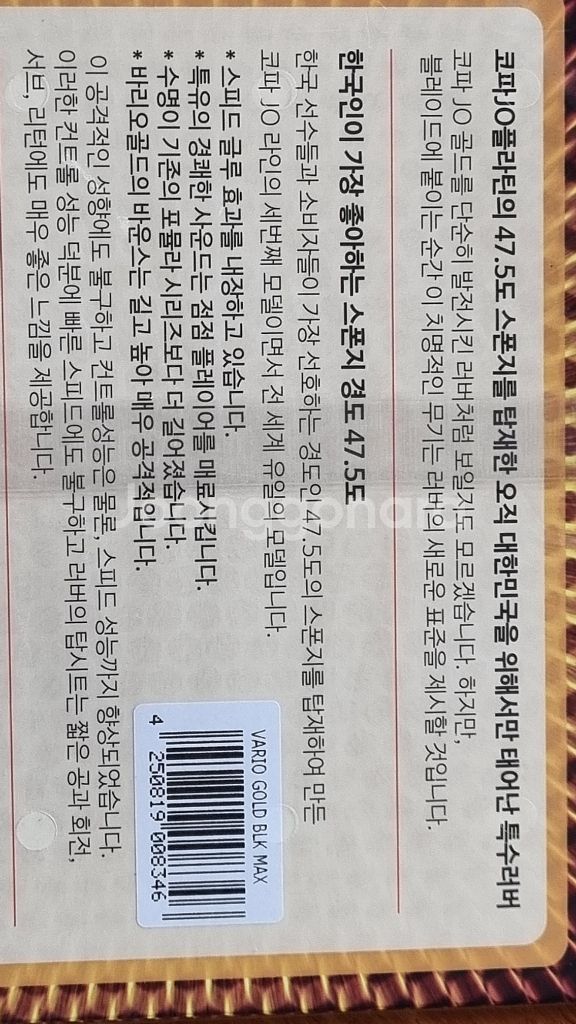 코파JO플라틴의 47.5도 스폰지를 탑재한 오직 대한민국을 위해서만 태어난 특수러버
코파 JO 골드를 단순히 발전시킨 러버처럼 보일지도 모르겠습니다. 하지만,
블레이드에 붙이는 순간 이 치명적인 무기는 러버의 새로운 표준을 제시할 것입니다.
한국인이 가장 좋아하는 스폰지 경도 47.5도
한국 선수들과 소비자들이 가장 선호하는 경도인 47.5도의 스폰지를 탑재하여 만든
코파 JO 라인의 세번째 모델이면서 전 세계 유일의 모델입니다.
* 스피드 글루 효과를 내장하고 있습니다.
* 특유의 경쾌한 사운드는 점점 플레이어를 매료시킵니다.
* 수명이 기존의 포뮬라 시리즈보다 더 길어졌습니다.
* 바리오골드의 바운스는 길고 높아 매우 공격적입니다.
이 공격적인 성향에도 불구하고 컨트롤성능은 물론, 스피드 성능까지 향상되었습니다.
이러한 컨트롤 성능 덕분에 빠른 스피드에도 불구하고 러버의 탑시트는 짧은 공과 회전,
서브, 리턴에도 매우 좋은 느낌을 제공합니다.
VARIO GOLD BLK MAX
4 250819 008346